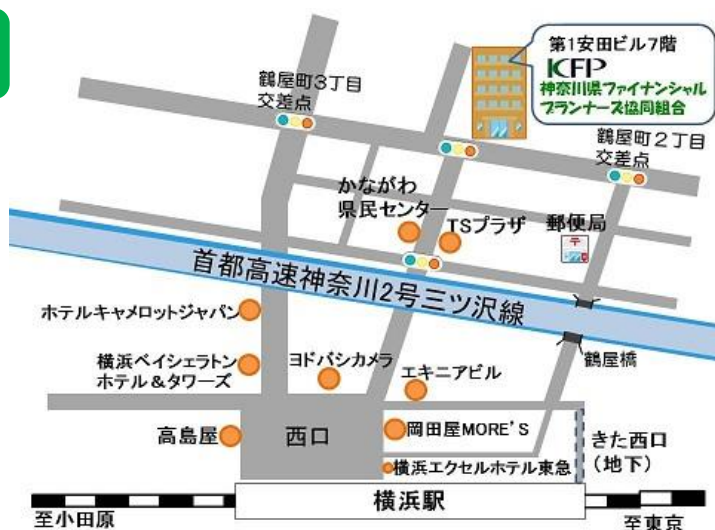 第1安田ビル7階
KFP
神奈川県ファイナンシャル
プランナーズ協同組合
鶴屋町3丁目
交差点
鶴屋町2丁目
交差点
かながわ
県民センター
TSプラザ
郵便局
〒
首都高速神奈川2号三ツ沢線
ホテルキャメロットジャパン
横浜ベイシェラトン
ホテル&タワーズ
ヨドバシカメラ
エキニアビル
鶴屋橋
高島屋
西口
岡田屋MORE'S
きた西口
(地下)
横浜エクセルホテル東急
横浜駅
至小田原
至東京